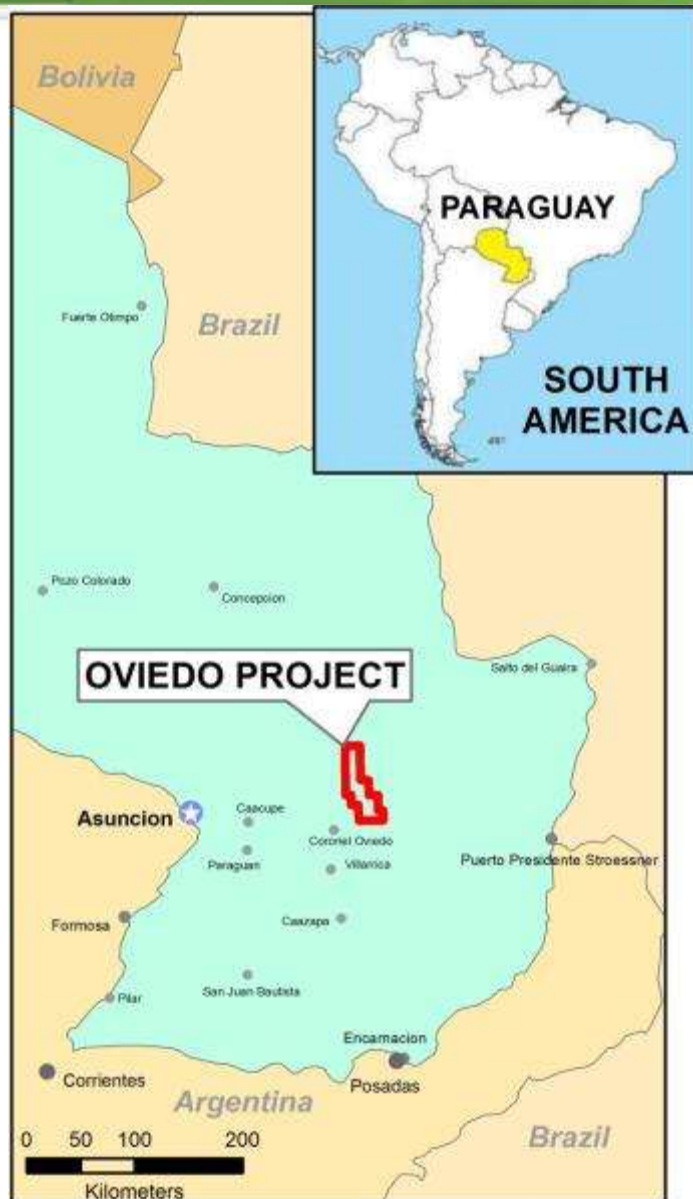 Bolivia
PARAGUAY
Fuerte Olimpo
Brazil
SOUTH
AMERICA
Pozo Colorado
Concepcion
OVIEDO PROJECT
Salto del Guaira
Asuncion
Caacupe
Coronel Oviedo
Paraguari
Villarrica
Puerto Presidente Stroessner
Formosa
Caazapa
San Juan Bautista
Pilar
Encarnacion
Corrientes
Posadas
Argentina
Brazil
0 50 100 200
Kilometers